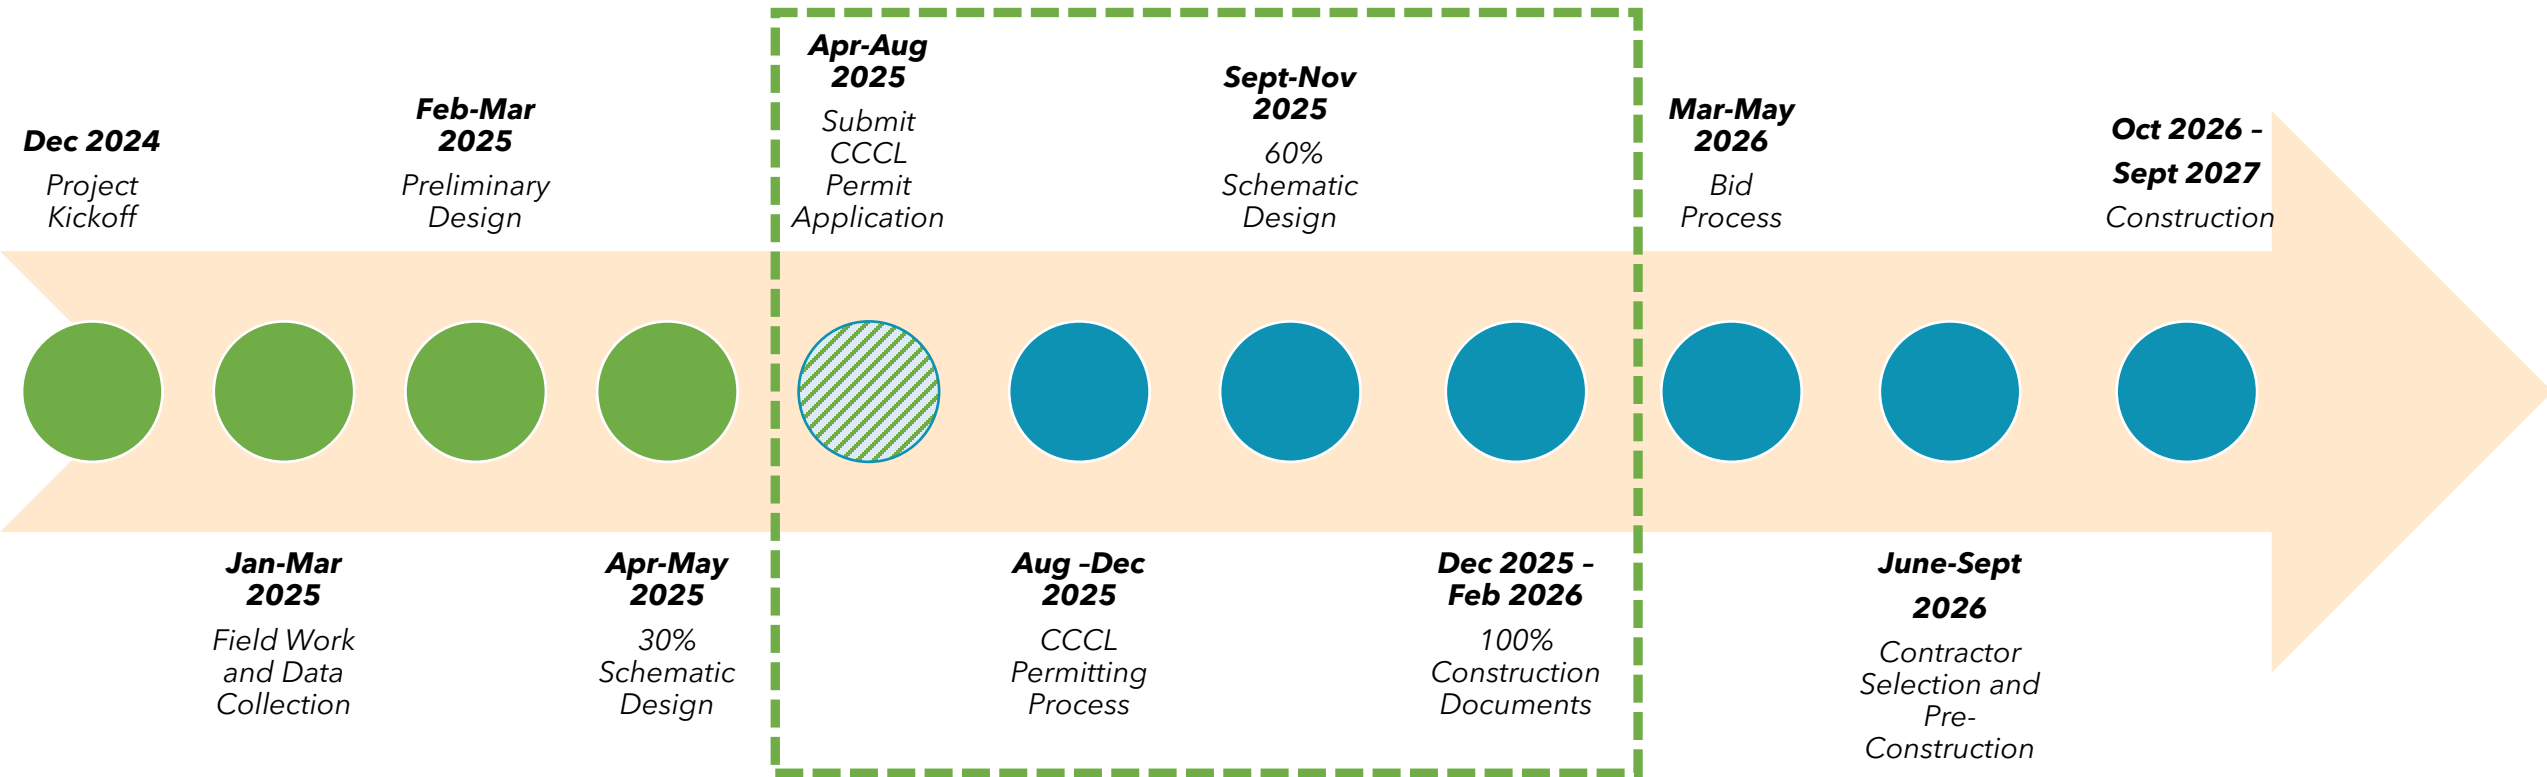 Dec 2024
Project
Kickoff
Jan-Mar
2025
Field Work
and Data
Collection
Feb-Mar
2025
Preliminary
Design
Apr-May
2025
30%
Schematic
Design
Apr-Aug
2025
Submit
CCCL
Permit
Application
Aug –Dec
2025
CCCL
Permitting
Process
Sept-Nov
2025
60%
Schematic
Design
Dec 2025 –
Feb 2026
100%
Construction
Documents
Mar-May
2026
Bid
Process
June-Sept
2026
Contractor
Selection and
Pre-
Construction
Oct 2026 –
Sept 2027
Construction